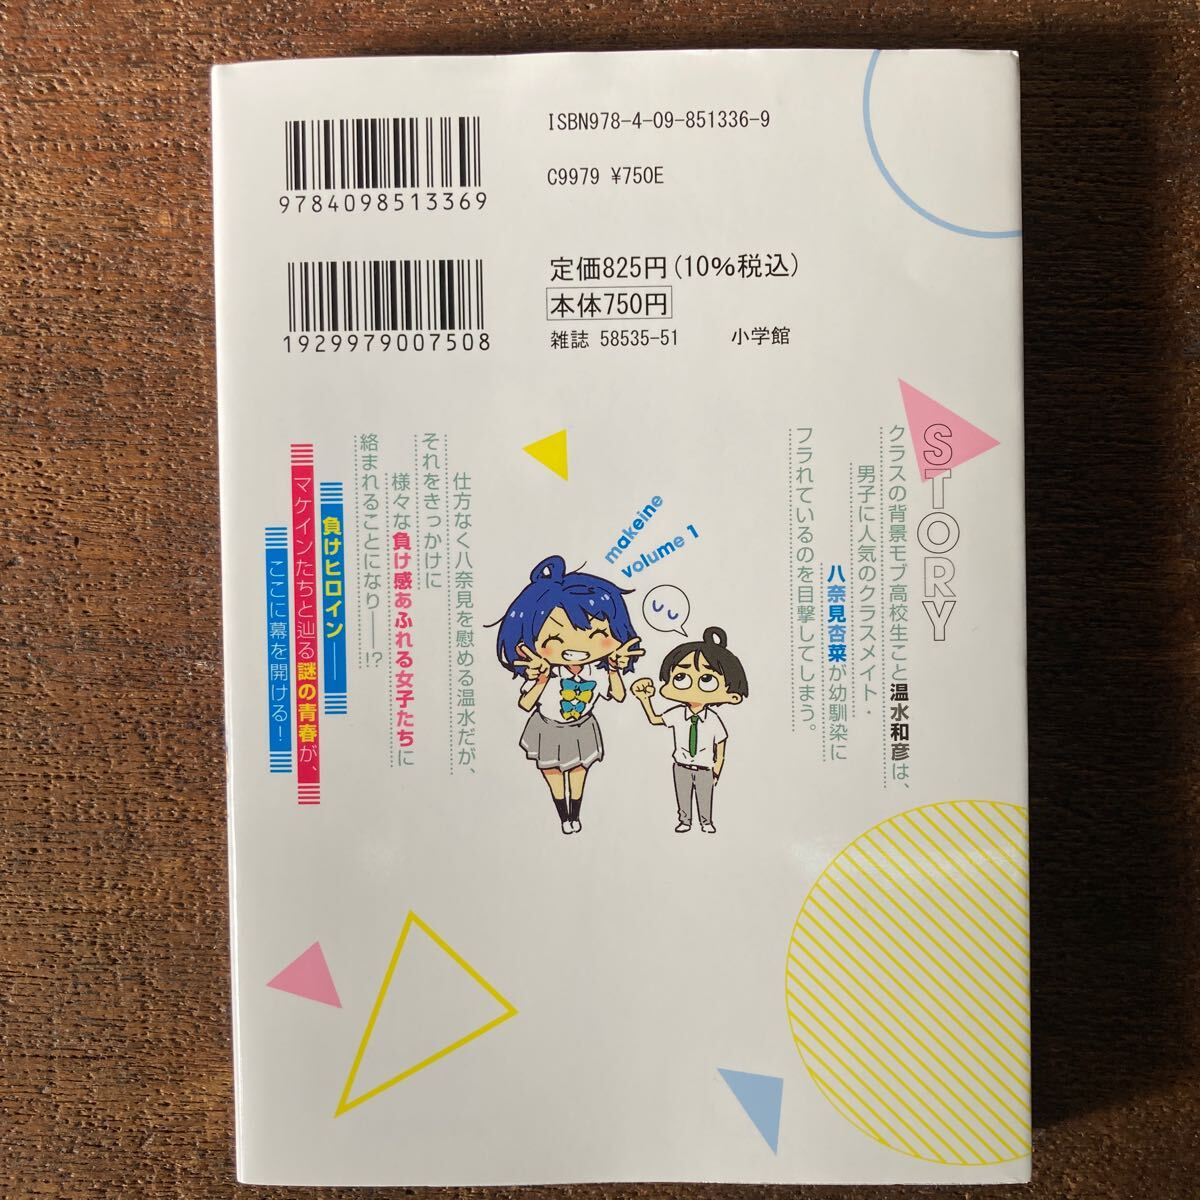 ISBN978-4-09-851336-9
C9979 ¥750E
9784098513369
定価825円(10%税込)
本体750円
1929979007508
雑誌 58535-51 小学館
STORY
クラスの背景モブ高校生こと温水和彦は、
男子に人気のクラスメイト・
八奈見杏菜が幼馴染に
フラれているのを目撃してしまう。
makeine
volume 1
仕方なく八奈見を慰める温水だが、
それをきっかけに
様々な負け感あふれる女子たちに
絡まれることになり――!?
負けヒロイン――
マケインたちと辿る謎の青春が、
ここに幕を開ける!